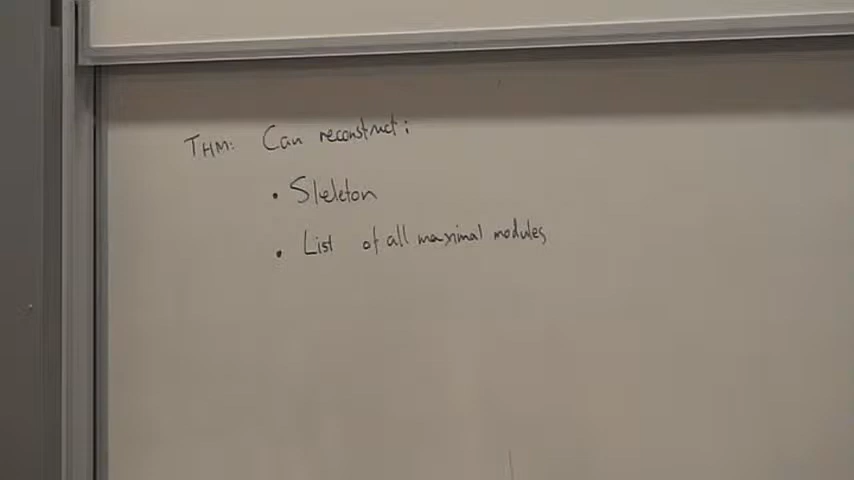 THM: Can reconstruct:
• Skeleton
• List of all maximal modules